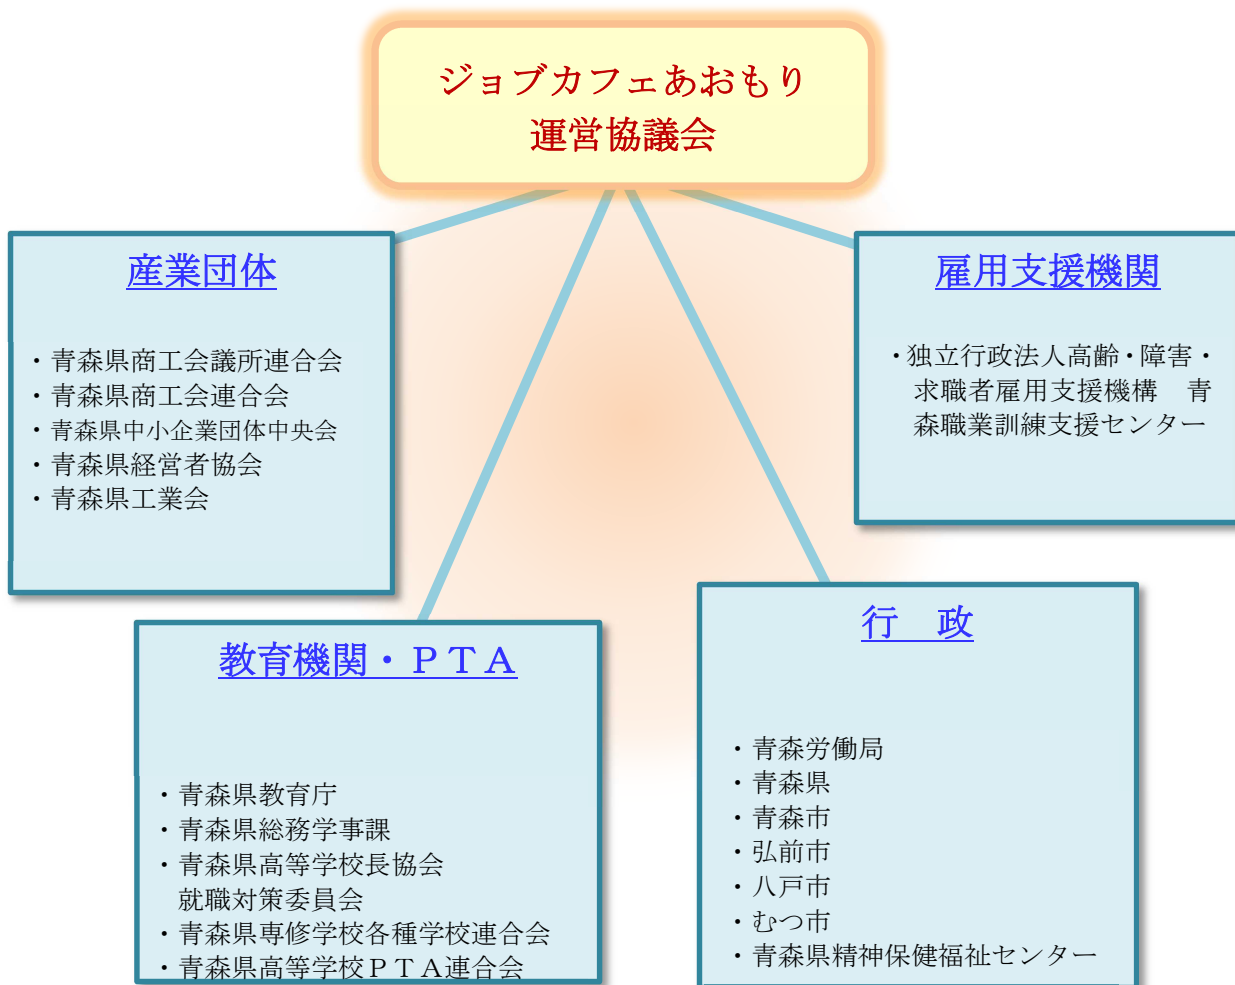 ジョブカフェあおもり
運営協議会
産業団体
・青森県商工会議所連合会
・青森県商工会連合会
・青森県中小企業団体中央会
・青森県経営者協会
・青森県工業会
雇用支援機関
・独立行政法人高齢・障害・
求職者雇用支援機構　青
森職業訓練支援センター
教育機関・ＰＴＡ
・青森県教育庁
・青森県総務学事課
・青森県高等学校長協会
就職対策委員会
・青森県専修学校各種学校連合会
・青森県高等学校ＰＴＡ連合会
行　政
・青森労働局
・青森県
・青森市
・弘前市
・八戸市
・むつ市
・青森県精神保健福祉センター